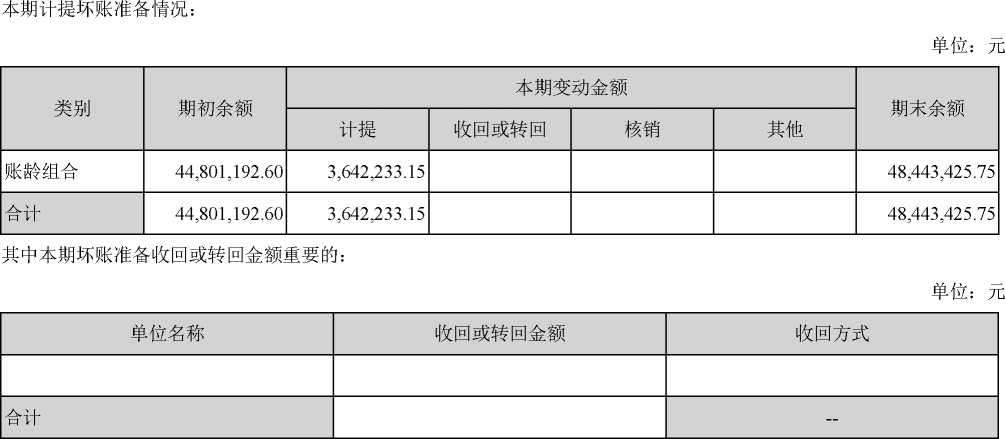 本期计提坏账准备情况：
单位：元
类别 期初余额 本期变动金额 期末余额
计提 收回或转回 核销 其他
账龄组合 44,801,192.60 3,642,233.15 48,443,425.75
合计 44,801,192.60 3,642,233.15 48,443,425.75
其中本期坏账准备收回或转回金额重要的：
单位：元
单位名称 收回或转回金额 收回方式
合计 --